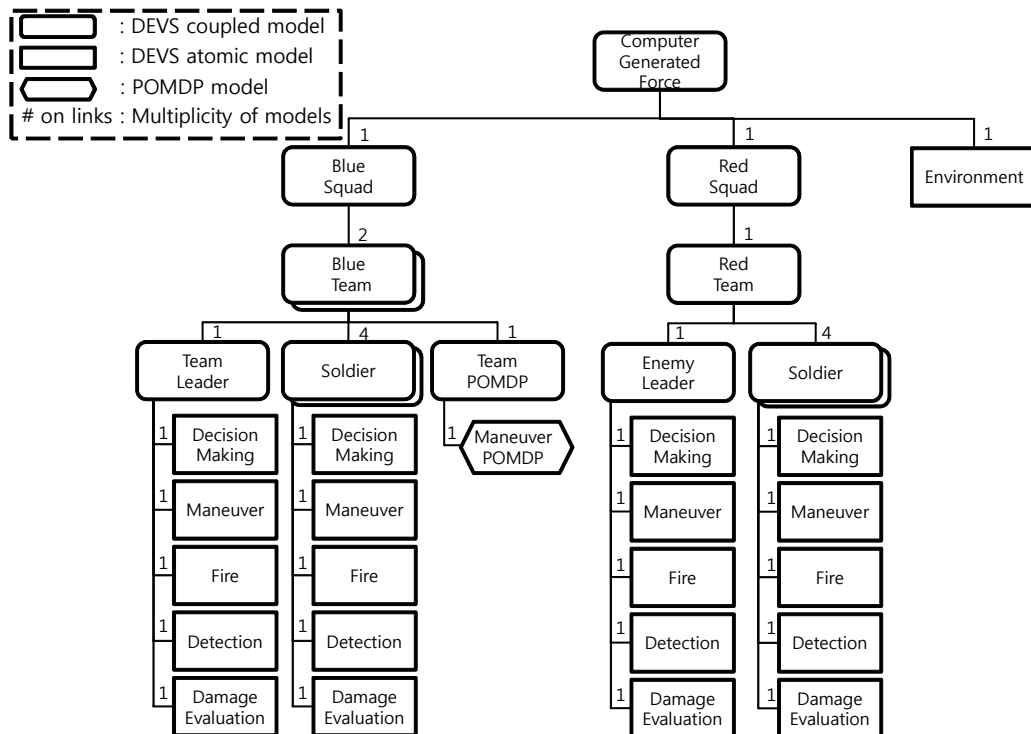 : DEVS coupled model
: DEVS atomic model
: POMDP model
# on links : Multiplicity of models
Computer
Generated
Force
1
1
1
Blue
Squad
Red
Squad
Environment
2
1
Blue
Team
Red
Team
1
4
1
1
4
Team
Leader
Soldier
Team
POMDP
Enemy
Leader
Soldier
1
Decision
Making
1
Decision
Making
1
Maneuver
POMDP
1
Decision
Making
1
Decision
Making
1
Maneuver
1
Maneuver
1
Maneuver
1
Maneuver
1
Fire
1
Fire
1
Fire
1
Fire
1
Detection
1
Detection
1
Detection
1
Detection
1
Damage
Evaluation
1
Damage
Evaluation
1
Damage
Evaluation
1
Damage
Evaluation